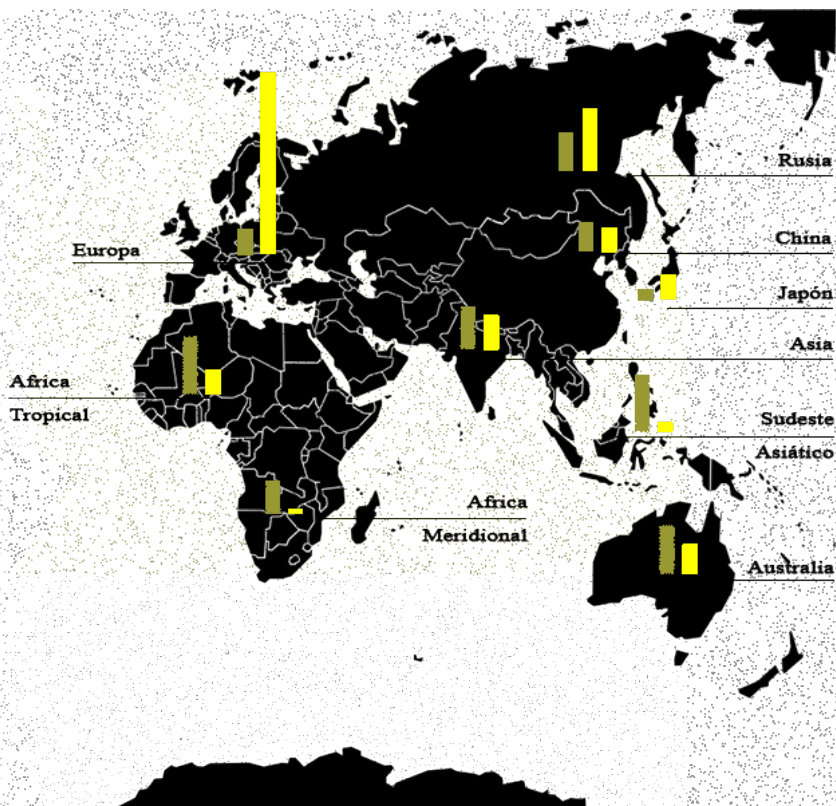 Rusia
China
Europa
Japón
Asia
Africa
Tropical
Sudeste
Asiático
Africa
Meridional
Australia